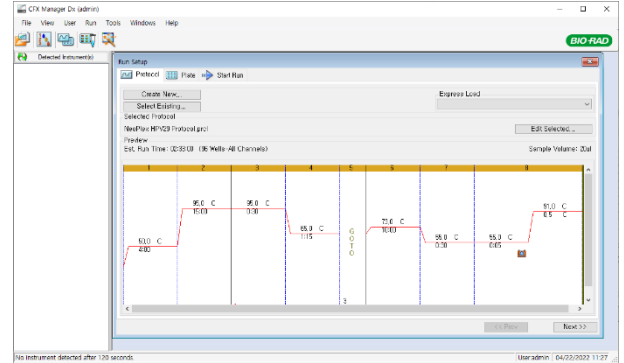 CFX Manager Dx (admin)
File View User Run Tools Windows Help
BIO-RAD
Detected Instrument(s)
Run Setup
Protocol Plate Start Run
Create New...
Express Load
Select Existing...
Selected Protocol
NeoPlex HPV29 Protocol.prcl
Edit Selected...
Preview
Est. Run Time: 02:33:00 (96 Wells-All Channels)
Sample Volume: 20ul
1 2 3 4 5 6 7 8
95.0 C 95.0 C
15:00 0:30
50.0 C
4:00
65.0 C
1:15
G
O
T
O
3
72.0 C
10:00
55.0 C 55.0 C
0:30 0:05
0.5 C
<< Prev Next >>
No instrument detected after 120 seconds
User:admin 04/22/2022 11:27